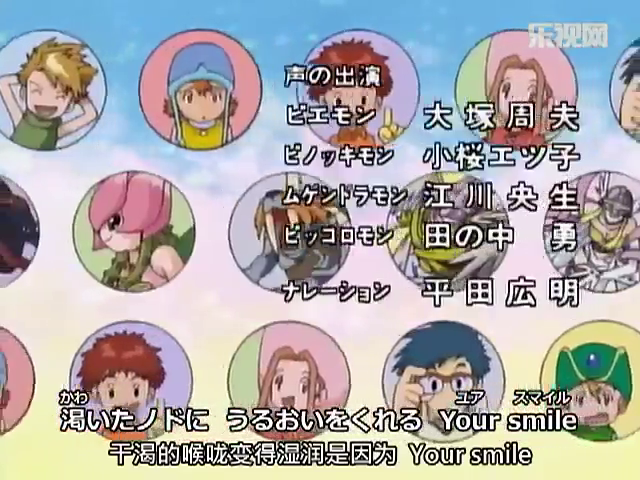 乐视网
声の出演
ピエモン 大塚周夫
ピノッキモン 小桜エツ子
ムゲンドラモン 江川央生
ピッコロモン 田の中 勇
ナレーション 平田広明
かわ ユア スマイル
渇いたノドに うるおいをくれる Your smile
干渴的喉咙变得湿润是因为 Your smile